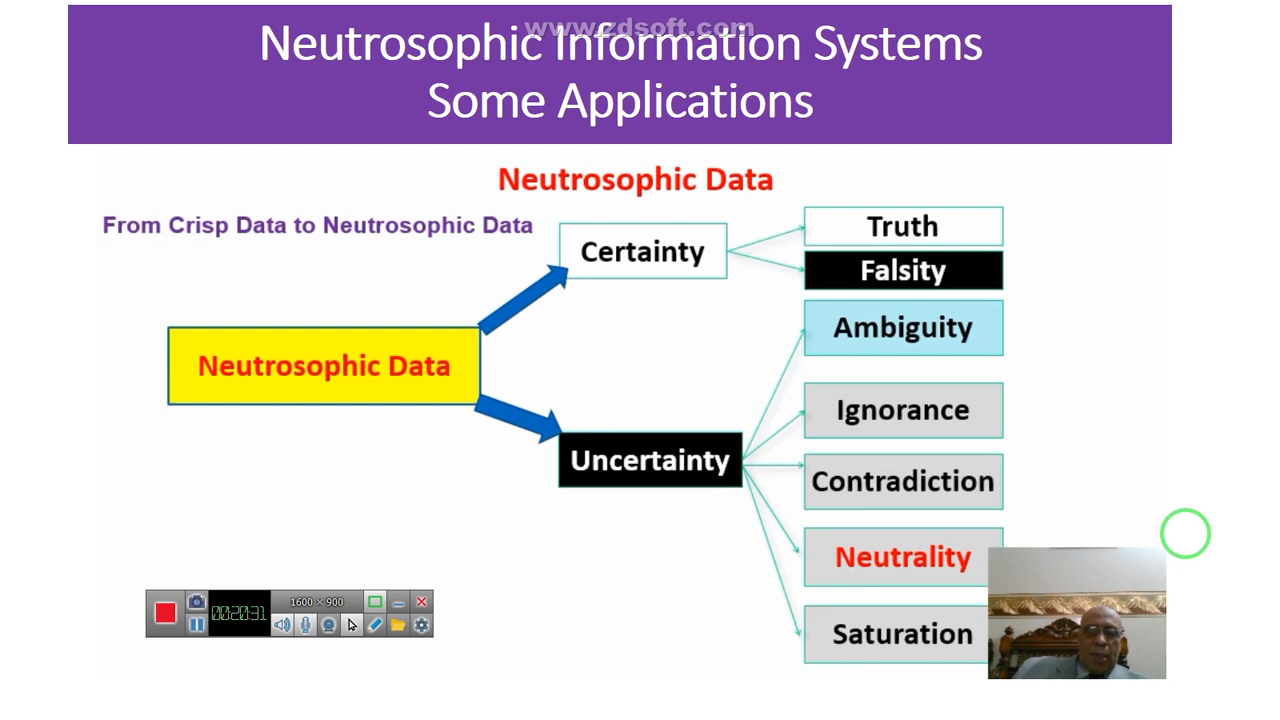 www.zdsoft.com
Neutrosophic Information Systems
Some Applications
Neutrosophic Data
From Crisp Data to Neutrosophic Data
Certainty
Truth
Falsity
Neutrosophic Data
Uncertainty
Ambiguity
Ignorance
Contradiction
Neutrality
Saturation
00:20:31
1600 × 900